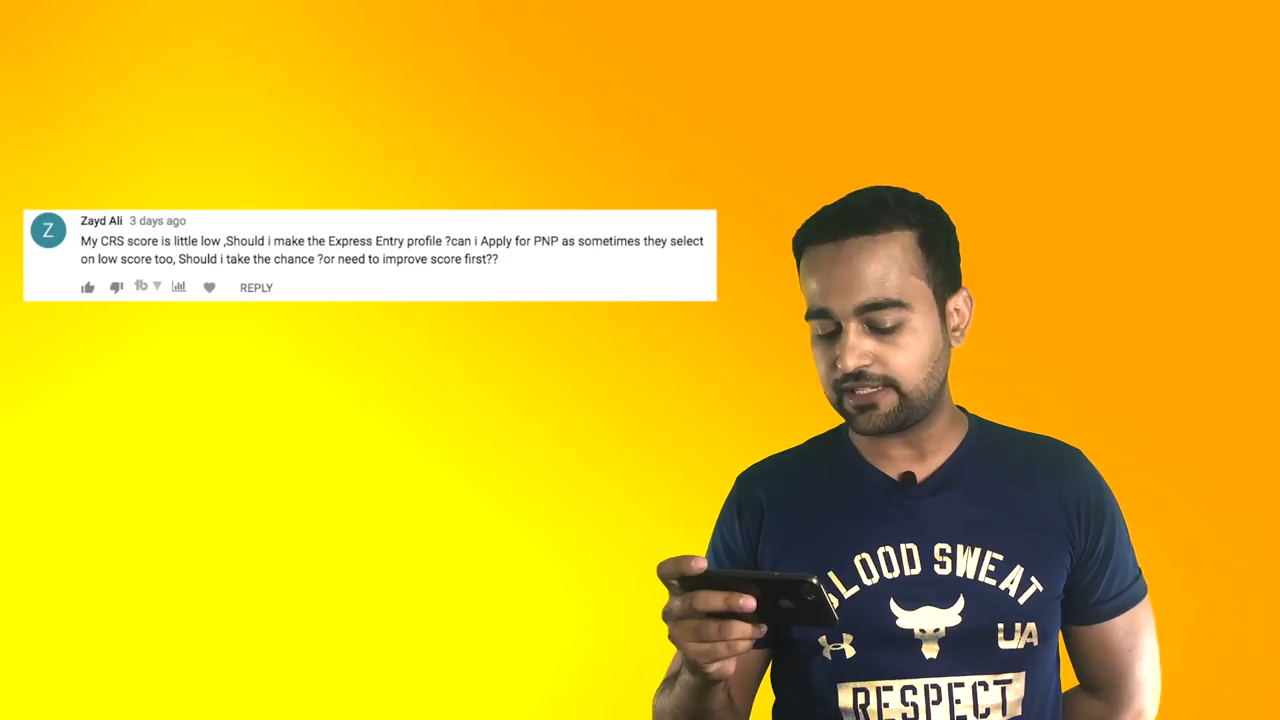 Zayd Ali 3 days ago
My CRS score is little low ,Should i make the Express Entry profile ?can i Apply for PNP as sometimes they select
on low score too, Should i take the chance ?or need to improve score first??
REPLY
Z
BLOOD SWEAT
UA
RESPECT